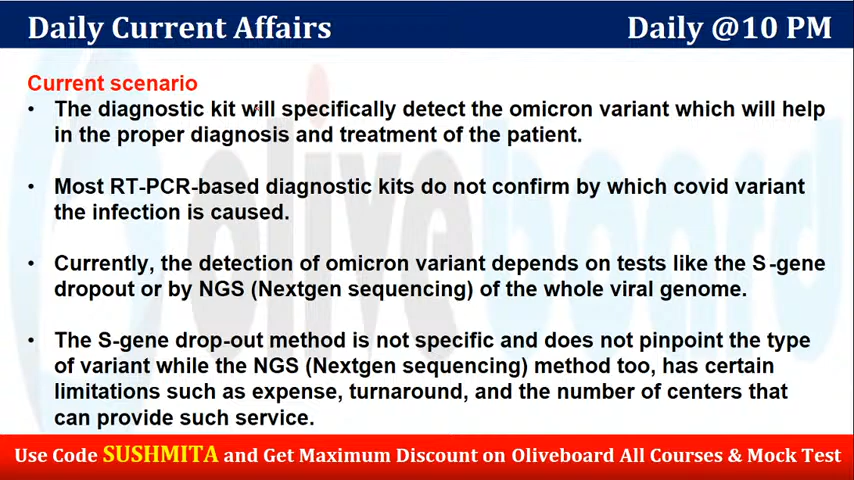 Daily Current Affairs Daily @10 PM
Current scenario
• The diagnostic kit will specifically detect the omicron variant which will help
in the proper diagnosis and treatment of the patient.
• Most RT-PCR-based diagnostic kits do not confirm by which covid variant
the infection is caused.
• Currently, the detection of omicron variant depends on tests like the S-gene
dropout or by NGS (Nextgen sequencing) of the whole viral genome.
• The S-gene drop-out method is not specific and does not pinpoint the type
of variant while the NGS (Nextgen sequencing) method too, has certain
limitations such as expense, turnaround, and the number of centers that
can provide such service.
oliveboard
Use Code SUSHMITA and Get Maximum Discount on Oliveboard All Courses & Mock Test